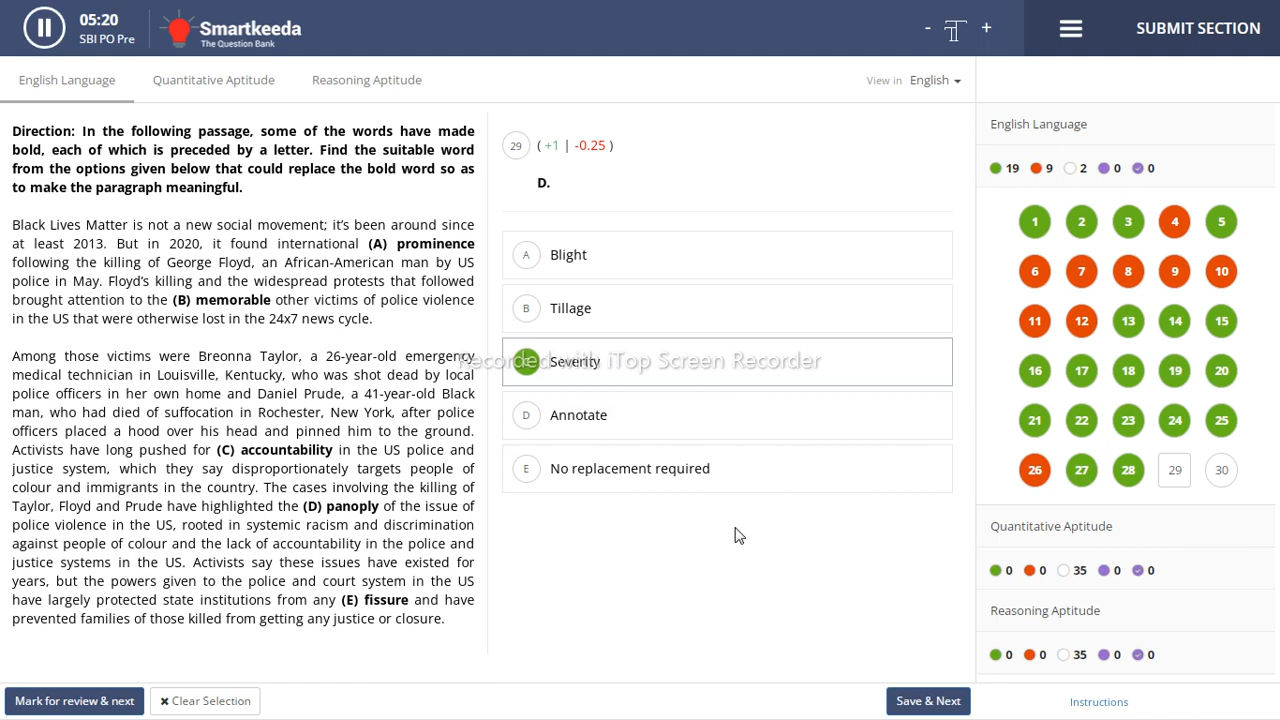 05:20
SBI PO Pre
Smartkeeda
The Question Bank
- T +
SUBMIT SECTION
English Language
Quantitative Aptitude
Reasoning Aptitude
View in English
Direction: In the following passage, some of the words have made
bold, each of which is preceded by a letter. Find the suitable word
from the options given below that could replace the bold word so as
to make the paragraph meaningful.
Black Lives Matter is not a new social movement; it's been around since
at least 2013. But in 2020, it found international (A) prominence
following the killing of George Floyd, an African-American man by US
police in May. Floyd's killing and the widespread protests that followed
brought attention to the (B) memorable other victims of police violence
in the US that were otherwise lost in the 24x7 news cycle.
Among those victims were Breonna Taylor, a 26-year-old emergency
medical technician in Louisville, Kentucky, who was shot dead by local
police officers in her own home and Daniel Prude, a 41-year-old Black
man, who had died of suffocation in Rochester, New York, after police
officers placed a hood over his head and pinned him to the ground.
Activists have long pushed for (C) accountability in the US police and
justice system, which they say disproportionately targets people of
colour and immigrants in the country. The cases involving the killing of
Taylor, Floyd and Prude have highlighted the (D) panoply of the issue of
police violence in the US, rooted in systemic racism and discrimination
against people of colour and the lack of accountability in the police and
justice systems in the US. Activists say these issues have existed for
years, but the powers given to the police and court system in the US
have largely protected state institutions from any (E) fissure and have
prevented families of those killed from getting any justice or closure.
29 ( +1 | -0.25 )
D.
A Blight
B Tillage
Severity
D Annotate
E No replacement required
Recorded with iTop Screen Recorder
English Language
19 9 2 0 0
1 2 3 4 5
6 7 8 9 10
11 12 13 14 15
16 17 18 19 20
21 22 23 24 25
26 27 28 29 30
Quantitative Aptitude
0 0 35 0 0
Reasoning Aptitude
0 0 35 0 0
Mark for review & next
Clear Selection
Save & Next
Instructions